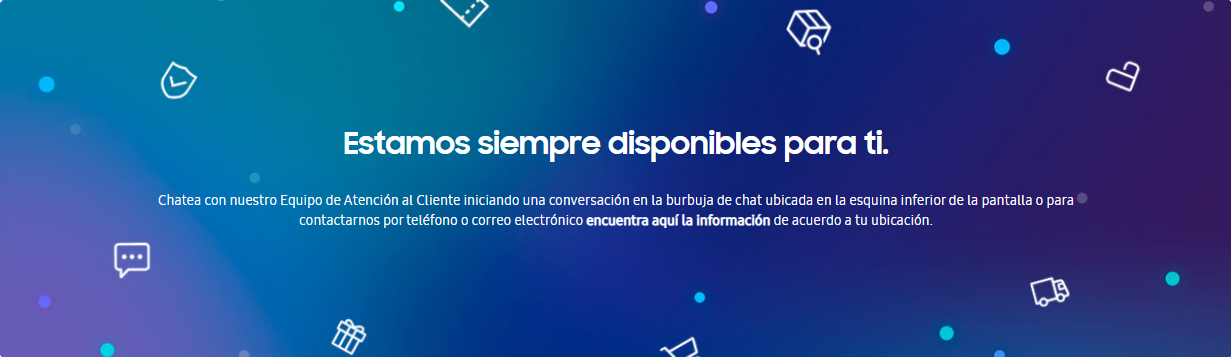 Estamos siempre disponibles para ti.
Chatea con nuestro Equipo de Atención al Cliente iniciando una conversación en la burbuja de chat ubicada en la esquina inferior de la pantalla o para
contactarnos por teléfono o correo electrónico encuentra aquí la información de acuerdo a tu ubicación.